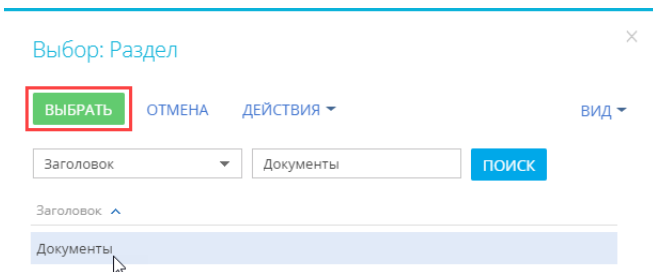 Выбор: Раздел
ВЫБРАТЬ ОТМЕНА ДЕЙСТВИЯ ВИД
Заголовок Документы ПОИСК
Заголовок
Документы